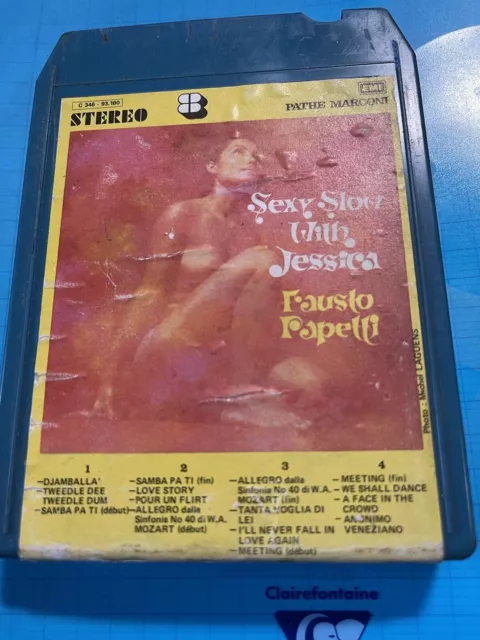 C 346 - 93.180
STEREO 8
EMI
PATHE MARCONI
Sexy Slow
With
Jessica
Fausto
Papetti
Photo : Michel LAGUENS
1
-DJAMBALLA'
-TWEEDLE DEE
TWEEDLE DUM
-SAMBA PA TI (début)
2
-SAMBA PA TI (fin)
-LOVE STORY
-POUR UN FLIRT
-ALLEGRO dalla
Sinfonia No 40 di W.A.
MOZART (début)
3
-ALLEGRO dalla
Sinfonia No 40 di W.A.
MOZART (fin)
-TANTA VOGLIA DI
LEI
-I'LL NEVER FALL IN
LOVE AGAIN
-MEETING (début)
4
-MEETING (fin)
-WE SHALL DANCE
-A FACE IN THE
CROWD
-ANONIMO
VENEZIANO
Clairefontaine